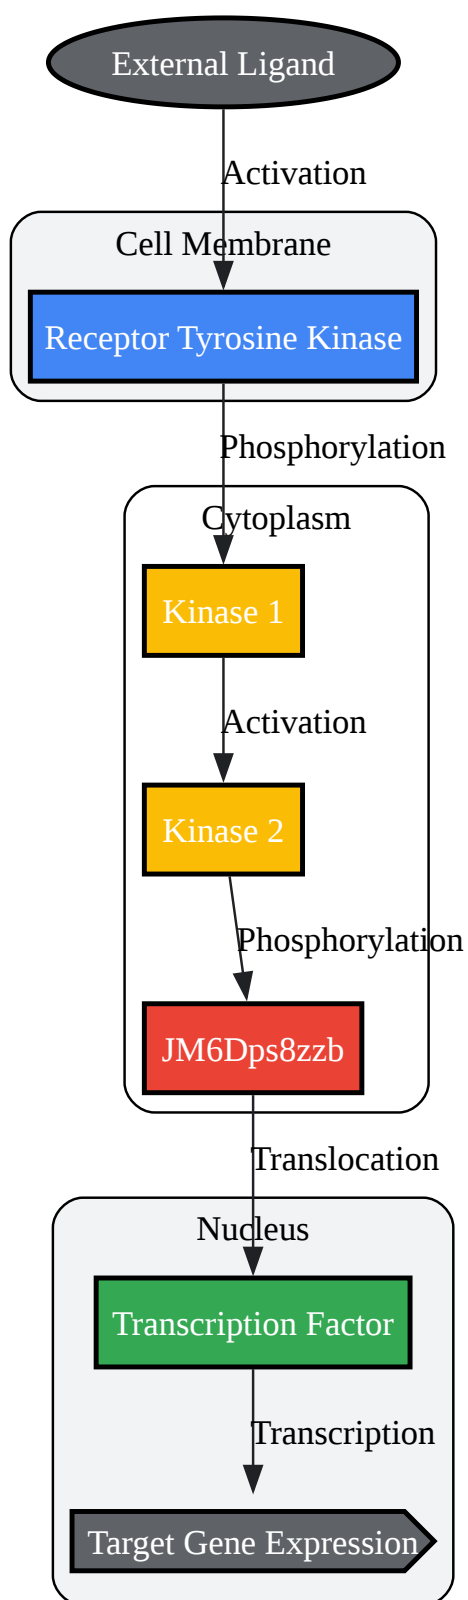 External Ligand
Activation
Cell Membrane
Receptor Tyrosine Kinase
Phosphorylation
Cytoplasm
Kinase 1
Activation
Kinase 2
Phosphorylation
JM6Dps8zzb
Translocation
Nucleus
Transcription Factor
Transcription
Target Gene Expression